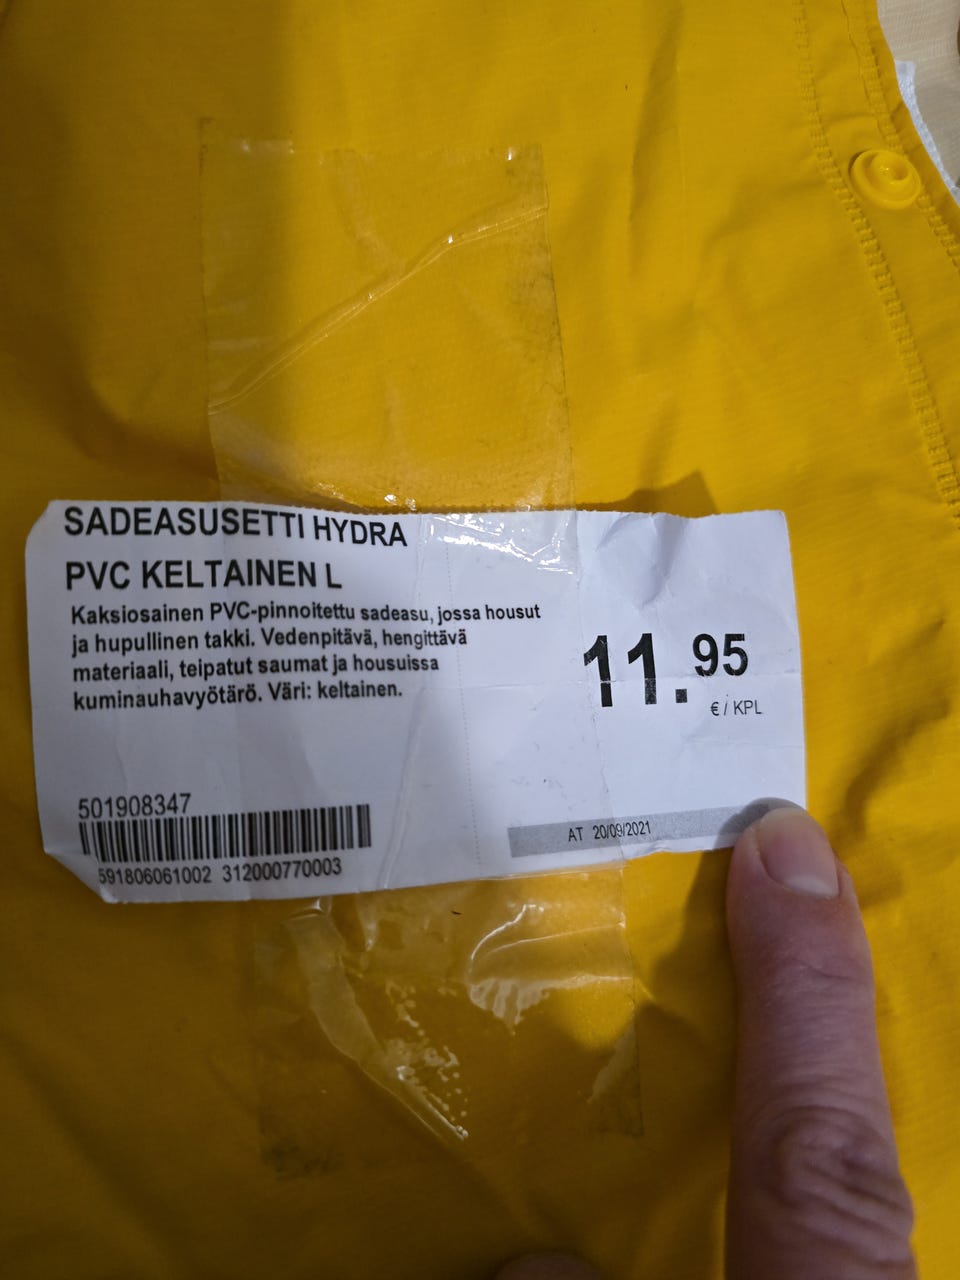 SADEASUSETTI HYDRA
PVC KELTAINEN L
Kaksiosainen PVC-pinnoitettu sadeasu, jossa housut
ja hupullinen takki. Vedenpitävä, hengittävä
materiaali, teipatut saumat ja housuissa
kuminauhavyötärö. Väri: keltainen.
11.95
€ / KPL
501908347
591806061002 312000770003
AT 20/09/2021